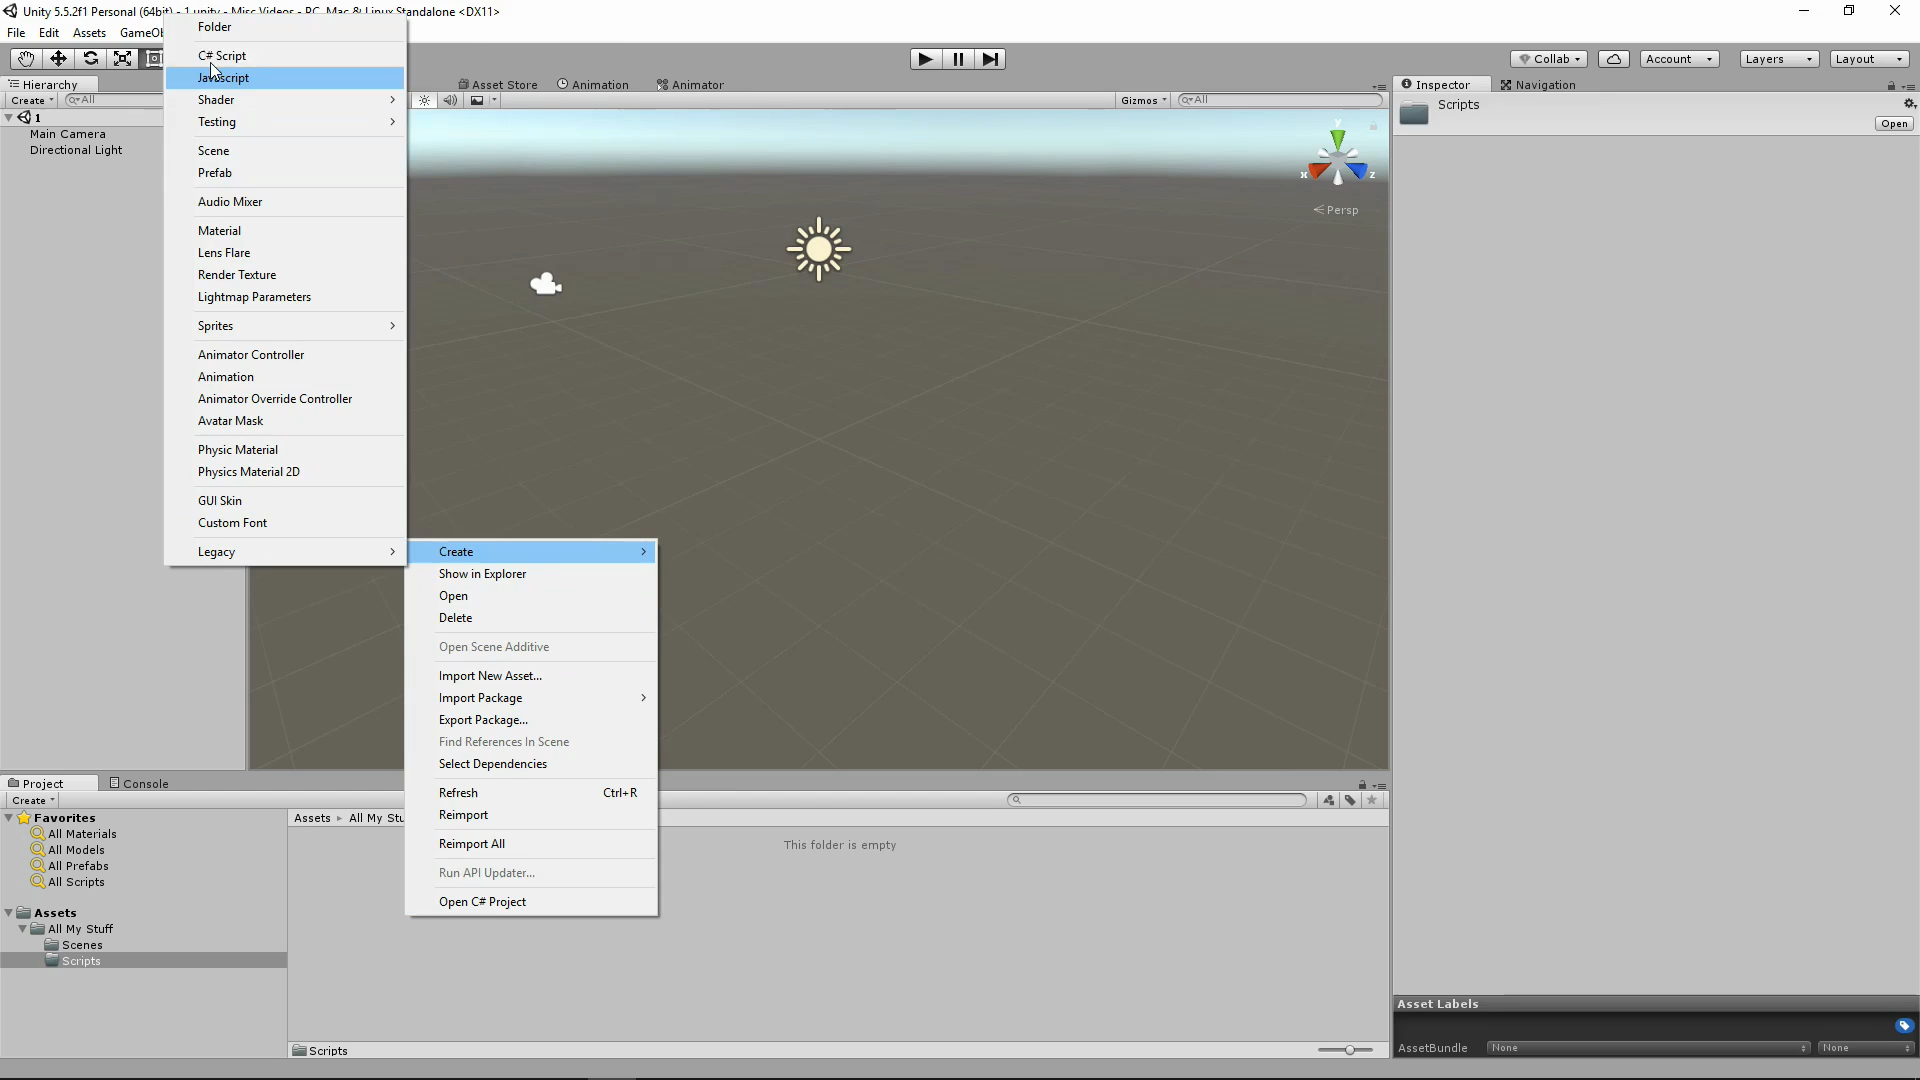 Unity 5.5.2f1 Personal (64bit) - 1.unity - Misc Videos - PC, Mac & Linux Standalone <DX11>
File Edit Assets GameOb
Collab Account Layers Layout
Hierarchy
Asset Store Animation Animator
Inspector Navigation
Create All
Gizmos All
Scripts
Open
1
Main Camera
Directional Light
y
x z
Persp
Folder
C# Script
Javascript
Shader
Testing
Scene
Prefab
Audio Mixer
Material
Lens Flare
Render Texture
Lightmap Parameters
Sprites
Animator Controller
Animation
Animator Override Controller
Avatar Mask
Physic Material
Physics Material 2D
GUI Skin
Custom Font
Legacy
Create
Show in Explorer
Open
Delete
Open Scene Additive
Import New Asset...
Import Package
Export Package...
Find References In Scene
Select Dependencies
Refresh Ctrl+R
Reimport
Reimport All
Run API Updater...
Open C# Project
Project Console
Create
Favorites
All Materials
All Models
All Prefabs
All Scripts
Assets
All My Stuff
Scenes
Scripts
Assets All My Stu
This folder is empty
Scripts
Asset Labels
AssetBundle None None